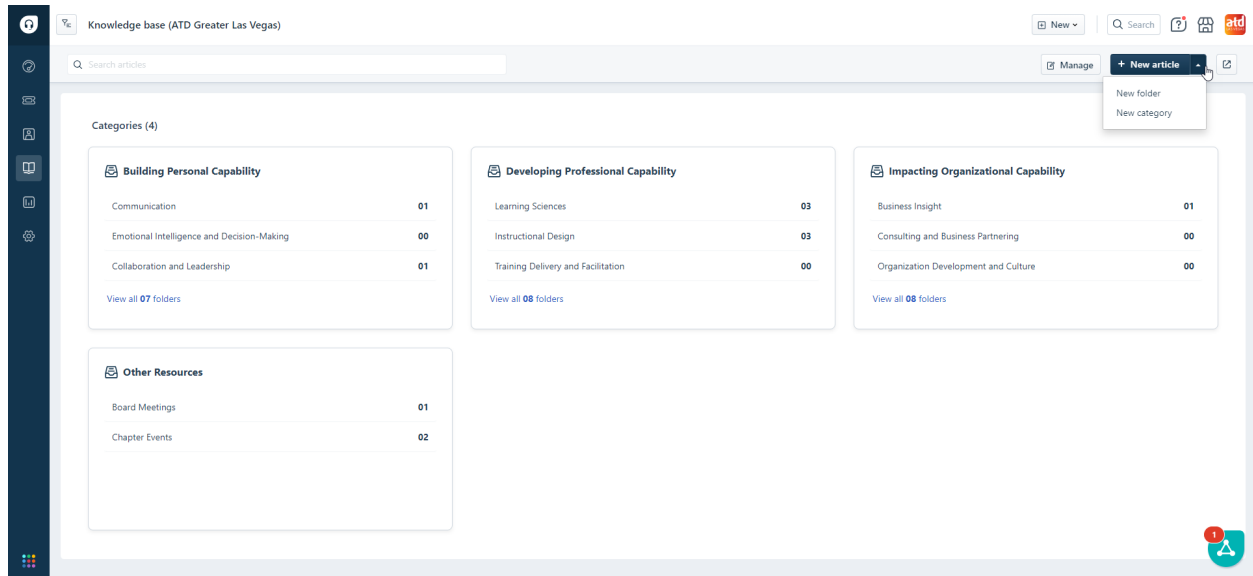 Knowledge base (ATD Greater Las Vegas)
New
Search
atd
Search articles
Manage
+ New article
New folder
New category
Categories (4)
Building Personal Capability
Communication 01
Emotional Intelligence and Decision-Making 00
Collaboration and Leadership 01
View all 07 folders
Developing Professional Capability
Learning Sciences 03
Instructional Design 03
Training Delivery and Facilitation 00
View all 08 folders
Impacting Organizational Capability
Business Insight 01
Consulting and Business Partnering 00
Organization Development and Culture 00
View all 08 folders
Other Resources
Board Meetings 01
Chapter Events 02
1